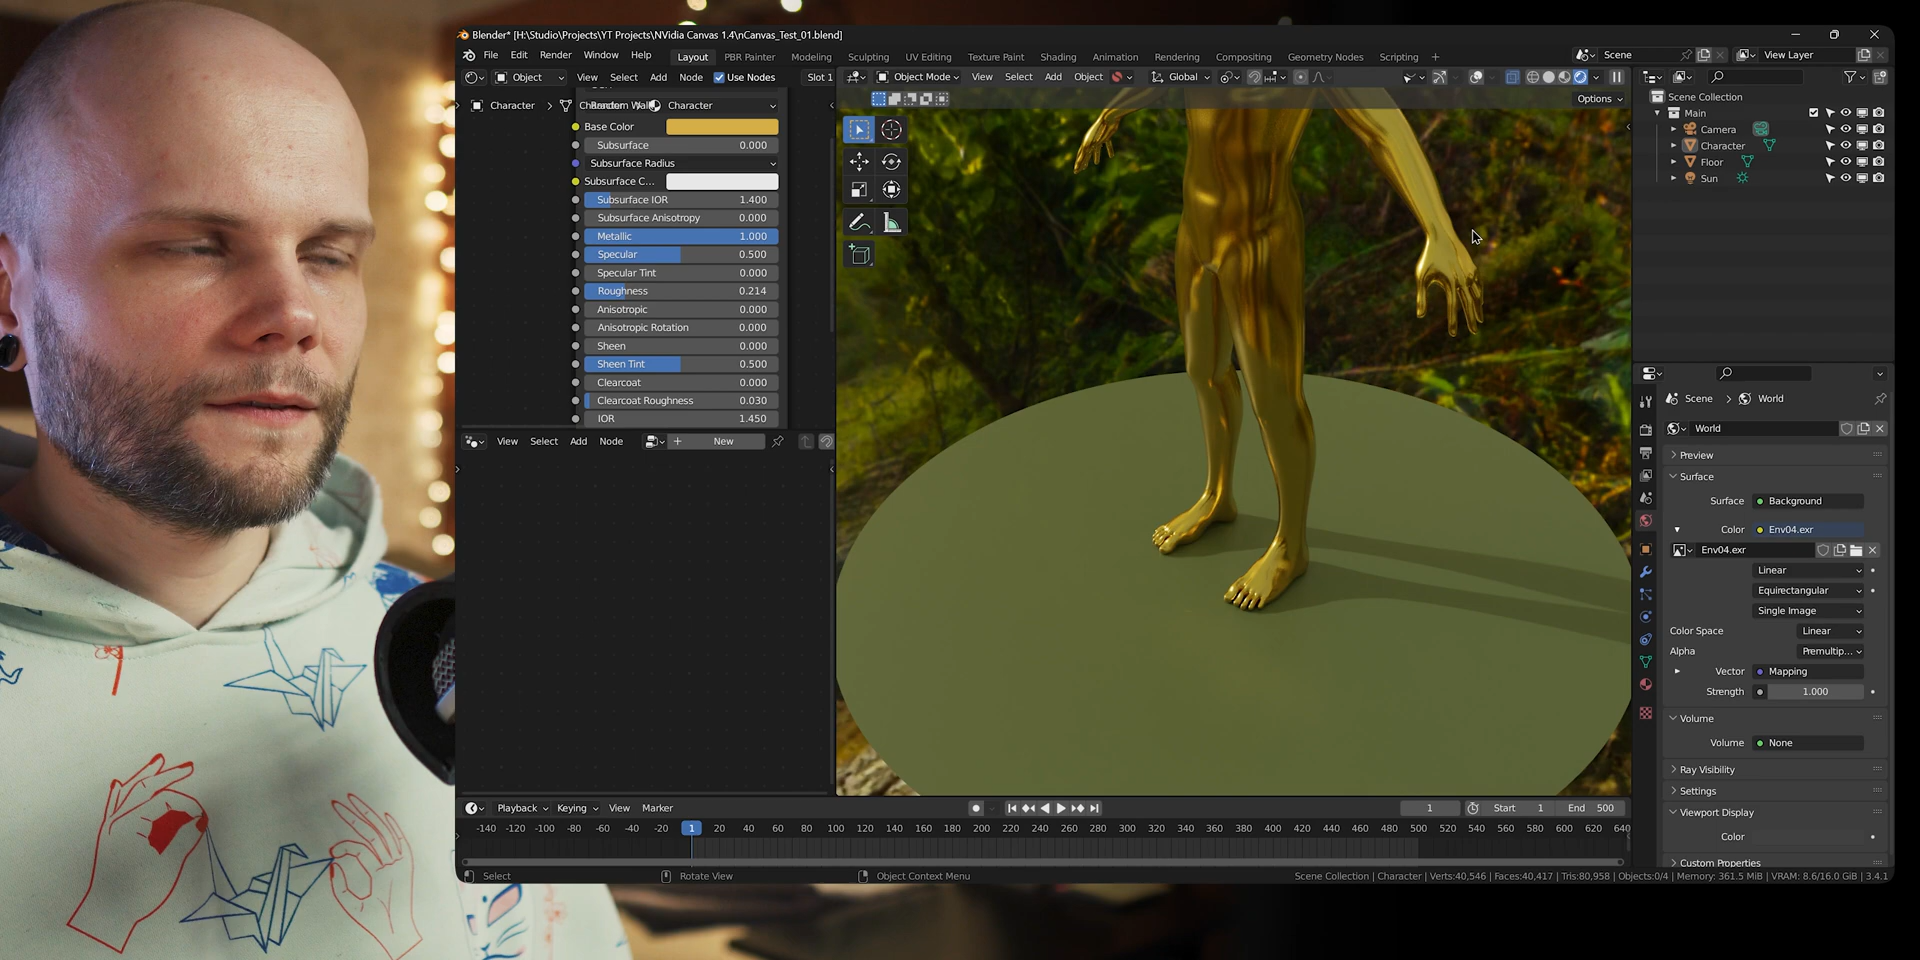 Blender* [H:\Studio\Projects\YT Projects\NVidia Canvas 1.4\nCanvas_Test_01.blend]
File Edit Render Window Help Layout PBR Painter Modeling Sculpting UV Editing Texture Paint Shading Animation Rendering Compositing Geometry Nodes Scripting + Scene View Layer
Object View Select Add Node Use Nodes Slot 1 Object Mode View Select Add Object Global
Options
Character > Character
Base Color
Subsurface 0.000
Subsurface Radius
Subsurface C...
Subsurface IOR 1.400
Subsurface Anisotropy 0.000
Metallic 1.000
Specular 0.500
Specular Tint 0.000
Roughness 0.214
Anisotropic 0.000
Anisotropic Rotation 0.000
Sheen 0.000
Sheen Tint 0.500
Clearcoat 0.000
Clearcoat Roughness 0.030
IOR 1.450
View Select Add Node + New
Scene Collection
Main
Camera
Character
Floor
Sun
Scene > World
World
Preview
Surface
Surface Background
Color Env04.exr
Env04.exr
Linear
Equirectangular
Single Image
Color Space Linear
Alpha Premultip...
Vector Mapping
Strength 1.000
Volume
Volume None
Ray Visibility
Settings
Viewport Display
Color
Custom Properties
Playback Keying View Marker 1 Start 1 End 500
-140 -120 -100 -80 -60 -40 -20 1 20 40 60 80 100 120 140 160 180 200 220 240 260 280 300 320 340 360 380 400 420 440 460 480 500 520 540 560 580 600 620 640
Select Rotate View Object Context Menu Scene Collection | Character | Verts:40,546 | Faces:40,417 | Tris:80,958 | Objects:0/4 | Memory: 361.5 MiB | VRAM: 8.6/16.0 GiB | 3.4.1